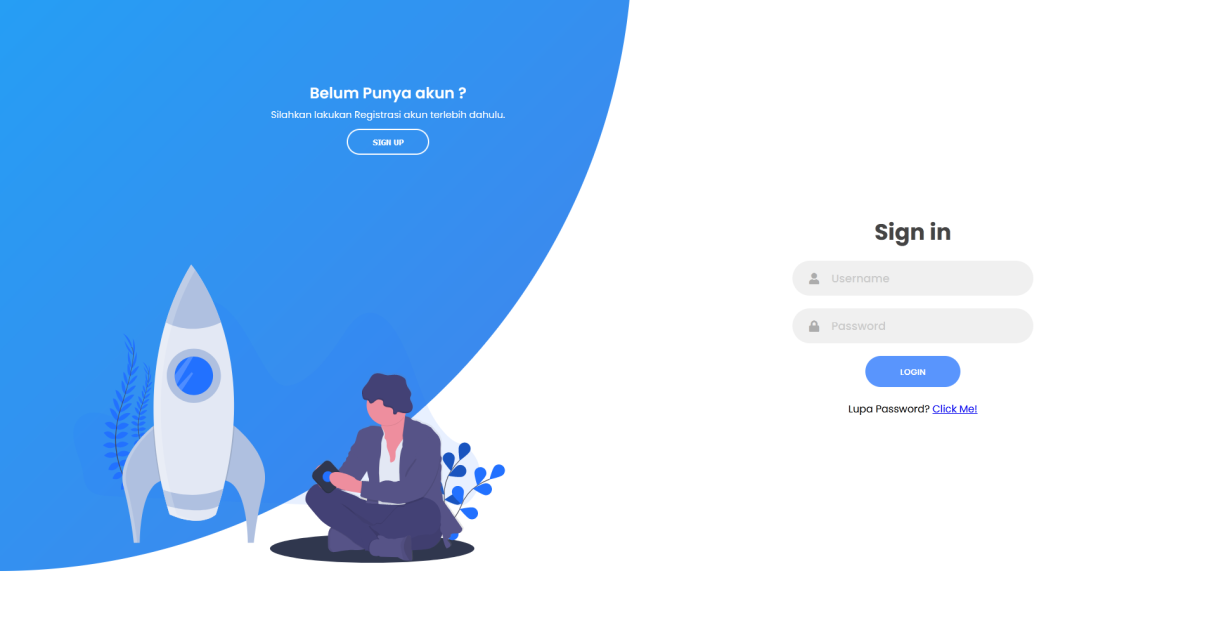 Belum Punya akun ?
Silahkan lakukan Registrasi akun terlebih dahulu.
SIGN UP
Sign in
Username
Password
LOGIN
Lupa Password? Click Me!